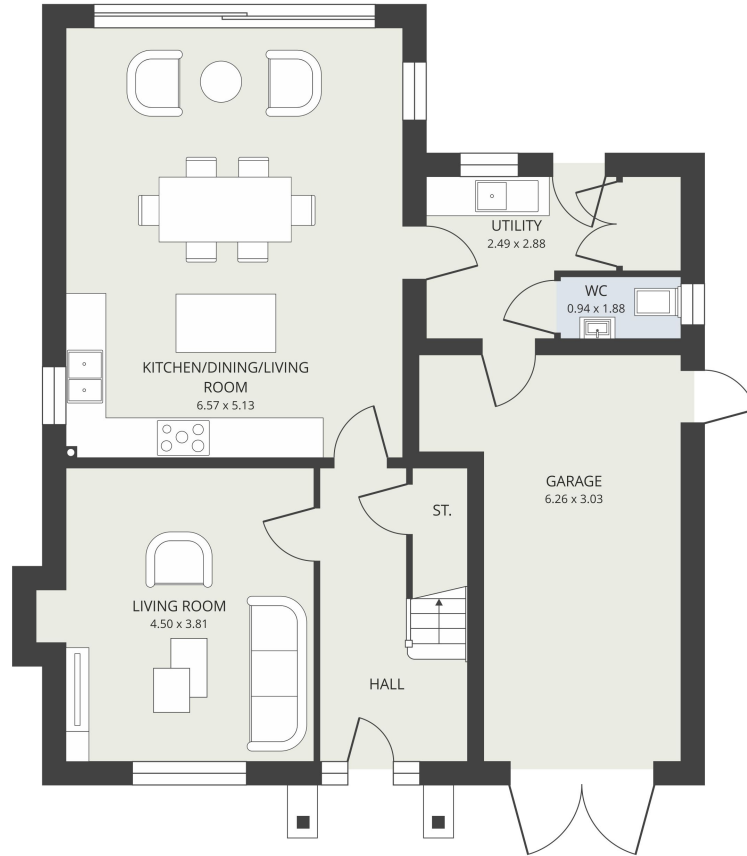 UTILITY
2.49 x 2.88
WC
0.94 x 1.88
KITCHEN/DINING/LIVING
ROOM
6.57 x 5.13
GARAGE
6.26 x 3.03
ST.
LIVING ROOM
4.50 x 3.81
HALL